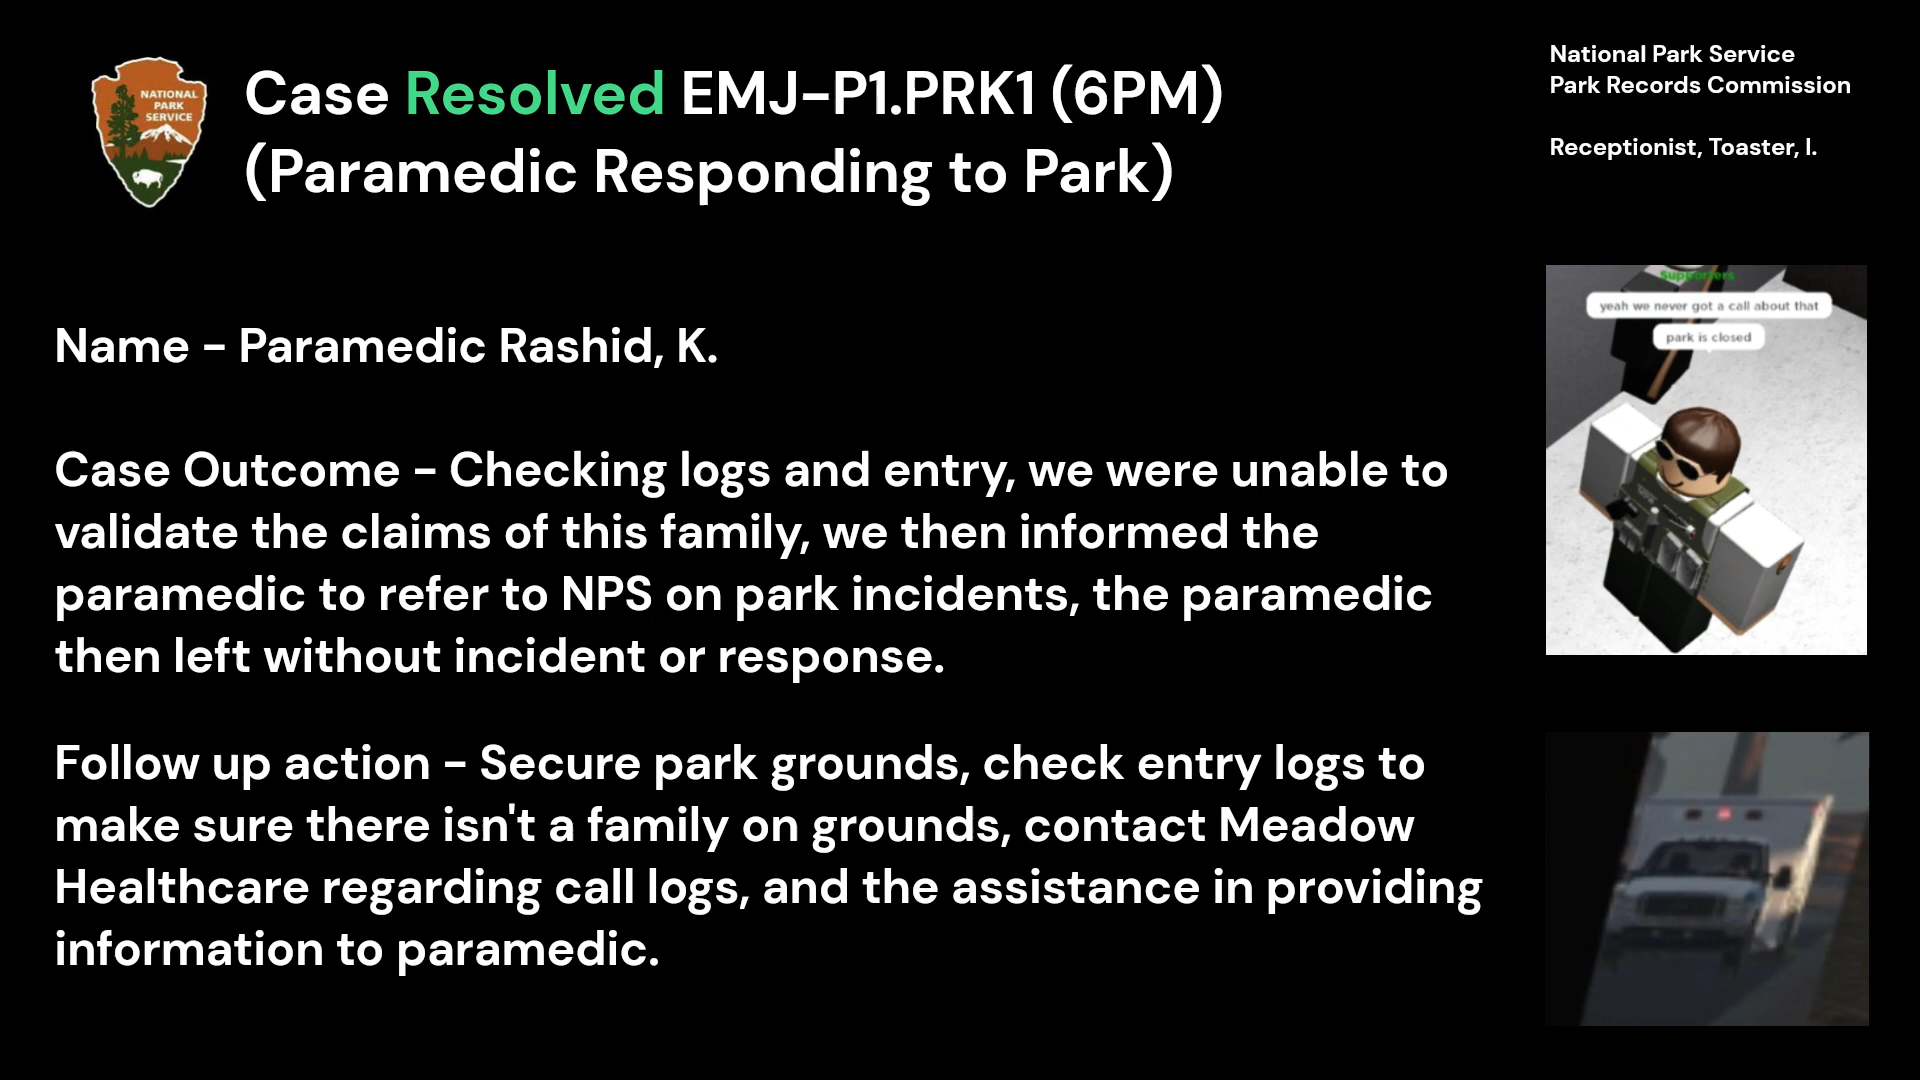 NATIONAL
PARK
SERVICE
Case Resolved EMJ-P1.PRK1 (6PM)
(Paramedic Responding to Park)
National Park Service
Park Records Commission
Receptionist, Toaster, I.
Name - Paramedic Rashid, K.
Case Outcome - Checking logs and entry, we were unable to
validate the claims of this family, we then informed the
paramedic to refer to NPS on park incidents, the paramedic
then left without incident or response.
Follow up action - Secure park grounds, check entry logs to
make sure there isn't a family on grounds, contact Meadow
Healthcare regarding call logs, and the assistance in providing
information to paramedic.
Supporters
yeah we never got a call about that
park is closed